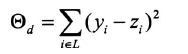 Θ_d = ∑_{i∈L} (y_i − z_i)^2